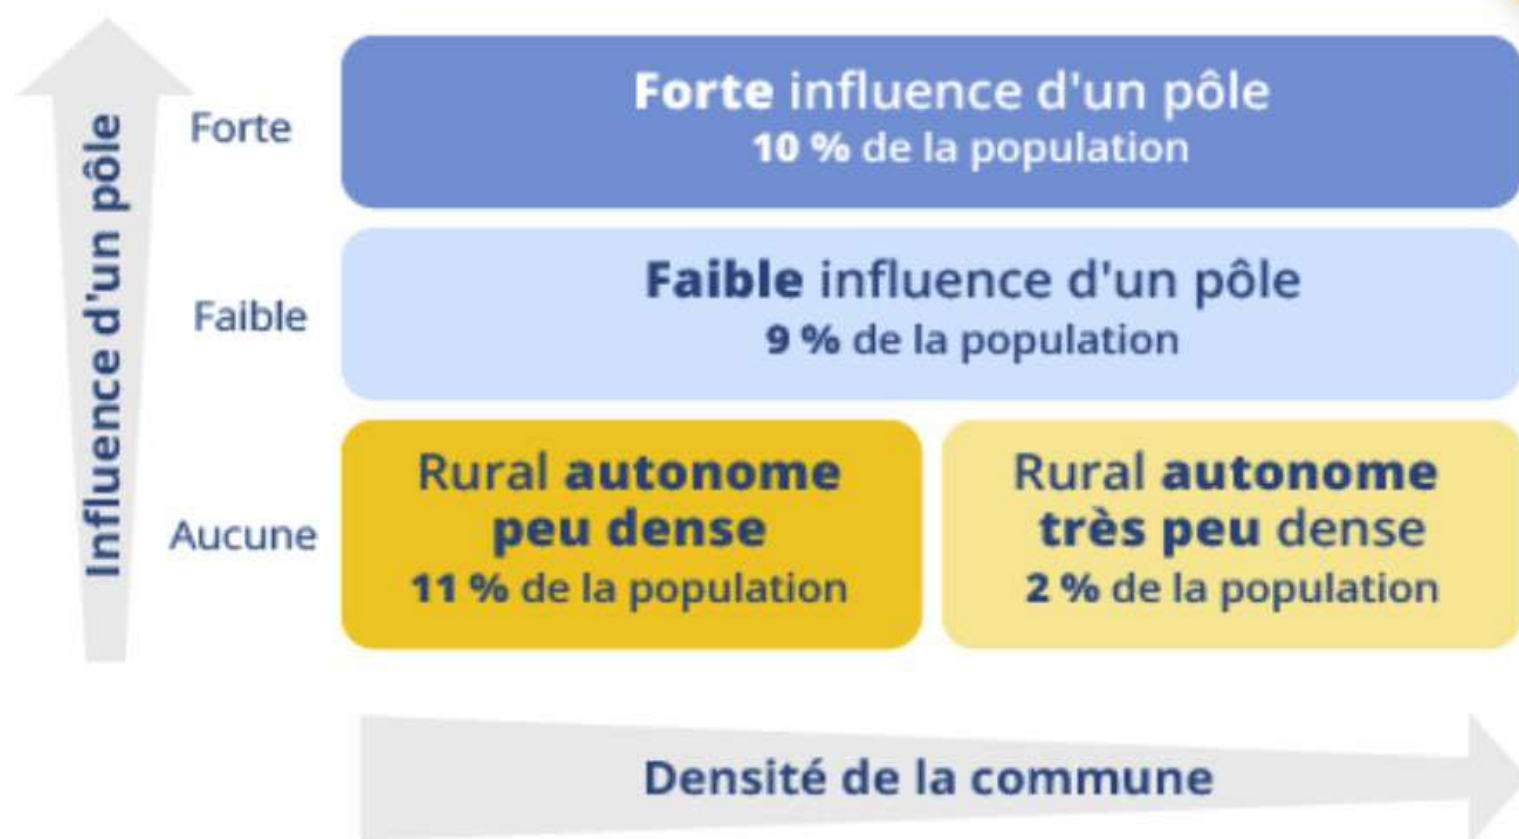 Influence d'un pôle
Forte
Forte influence d'un pôle
10 % de la population
Faible
Faible influence d'un pôle
9 % de la population
Aucune
Rural autonome
peu dense
11 % de la population
Rural autonome
très peu dense
2 % de la population
Densité de la commune